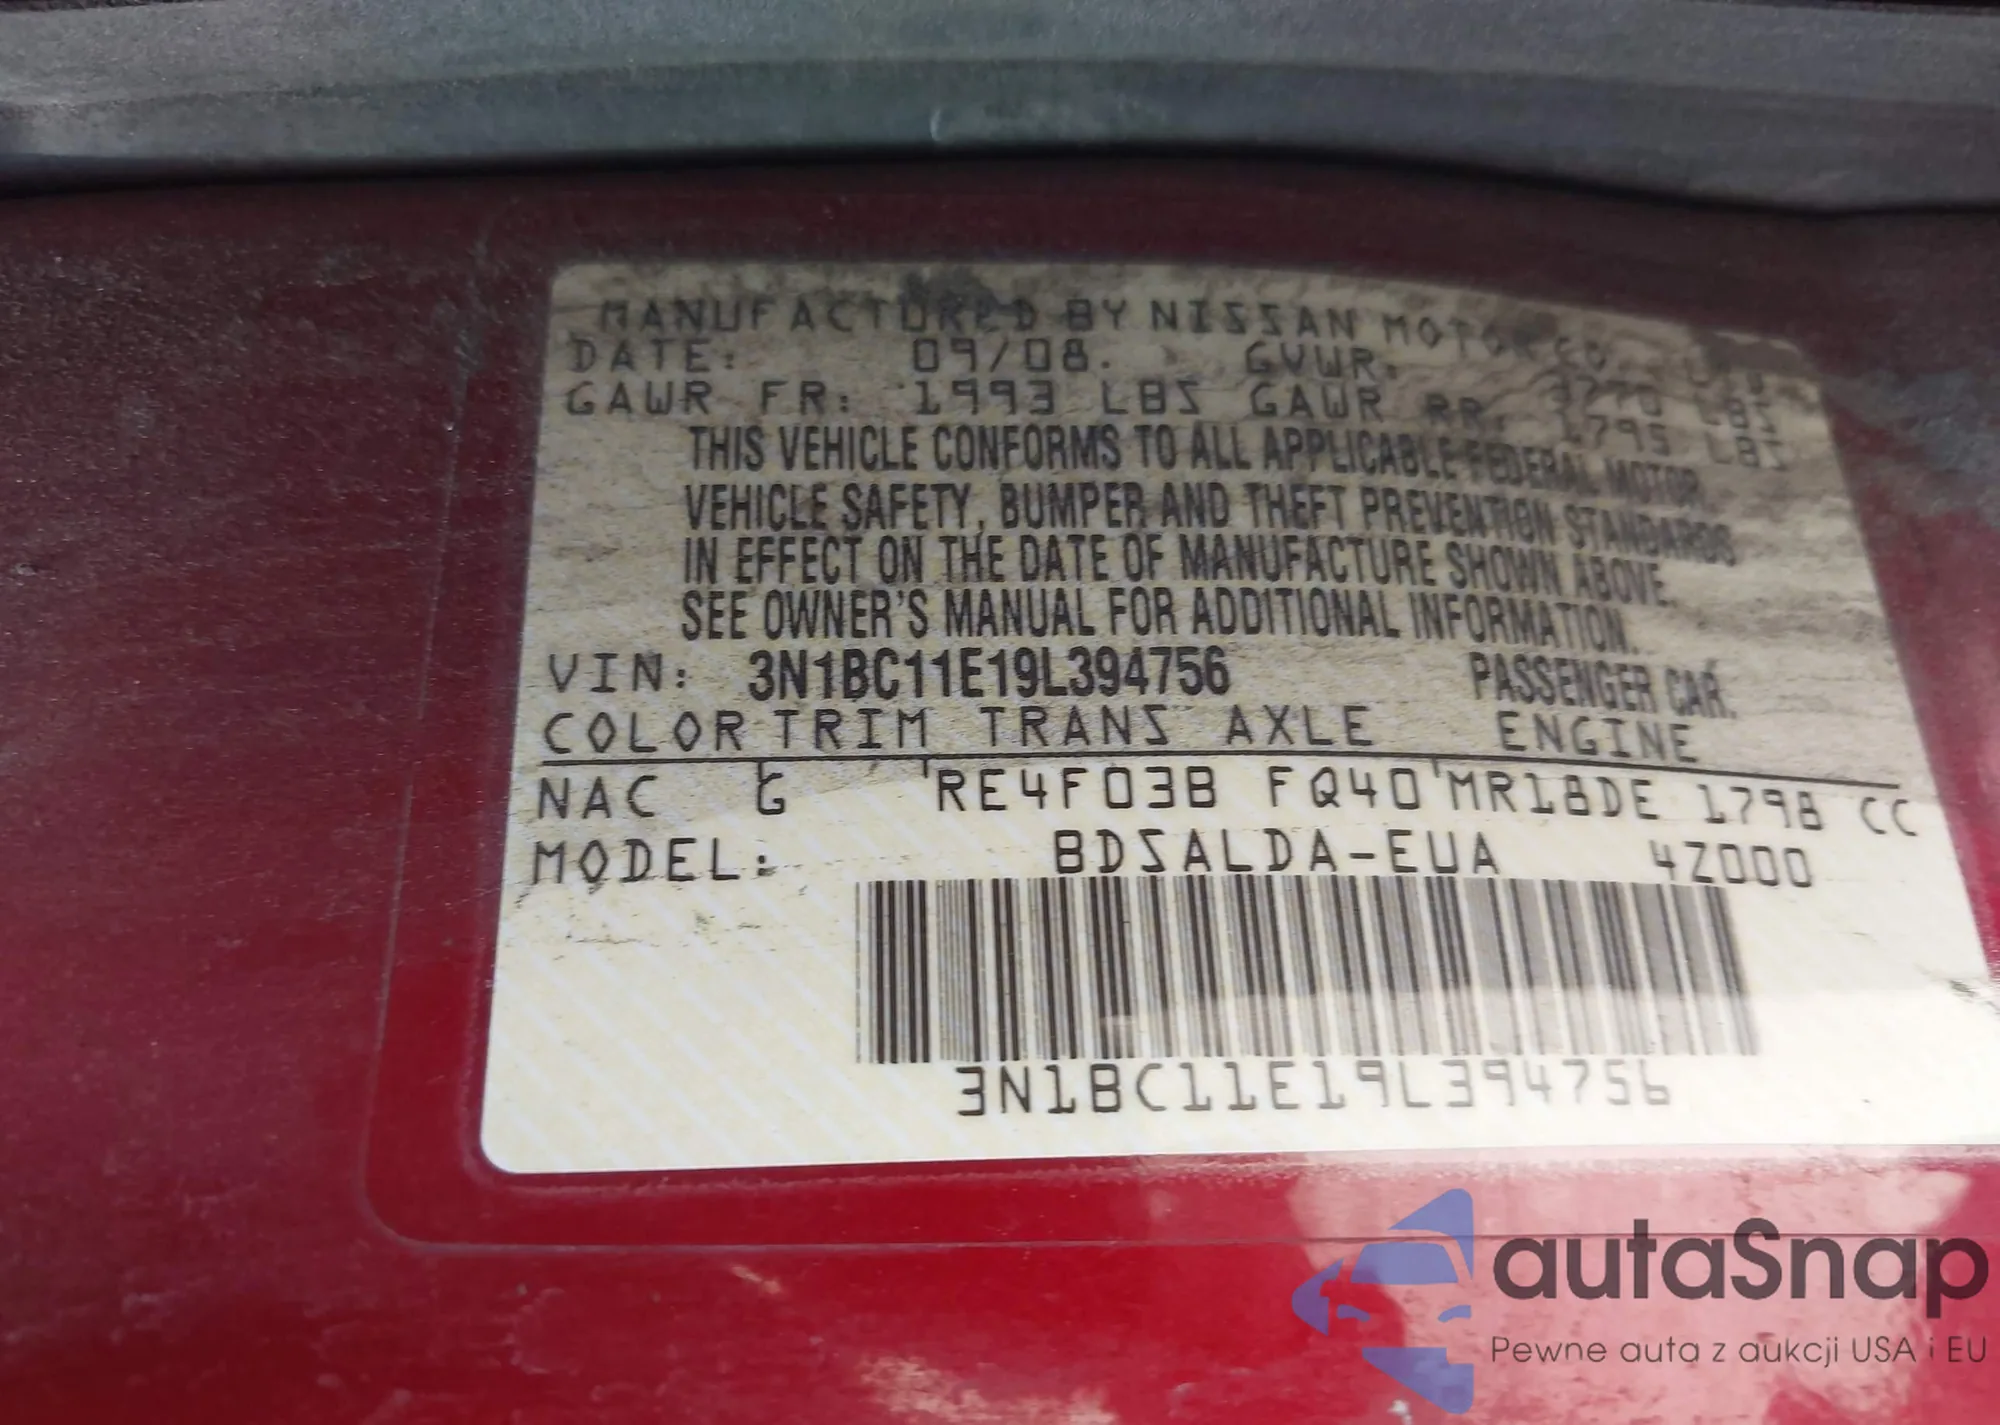 MANUFACTURED BY NISSAN MOTOR CO. LTD.
DATE: 09/08. GVWR: 3770 LBS
GAWR FR: 1993 LBS GAWR RR: 1795 LBS
THIS VEHICLE CONFORMS TO ALL APPLICABLE FEDERAL MOTOR
VEHICLE SAFETY, BUMPER AND THEFT PREVENTION STANDARDS
IN EFFECT ON THE DATE OF MANUFACTURE SHOWN ABOVE.
SEE OWNER'S MANUAL FOR ADDITIONAL INFORMATION.
VIN: 3N1BC11E19L394756 PASSENGER CAR.
COLOR TRIM TRANS AXLE ENGINE
NAC G RE4F03B FQ40 MR18DE 1798 CC
MODEL: BDSALDA-EUA 4Z000
3N1BC11E19L394756
autaSnap
Pewne auta z aukcji USA i EU